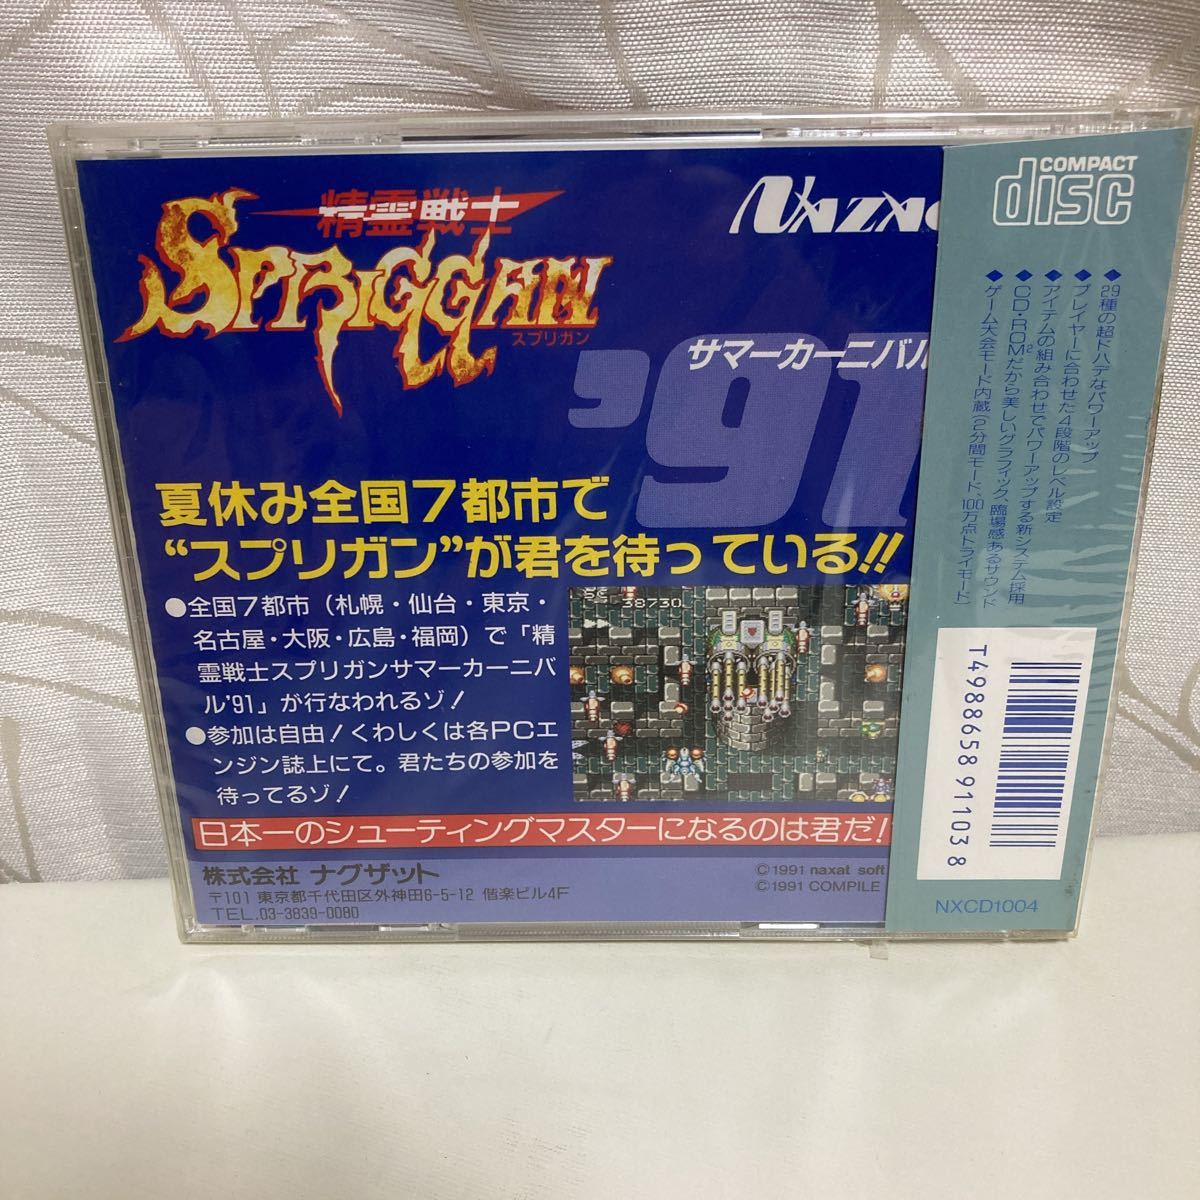 精霊戦士
SPRIGGAN
スプリガン
NAZAC
'91
サマーカーニバル
夏休み全国7都市で
“スプリガン”が君を待っている!!
●全国7都市（札幌・仙台・東京・
名古屋・大阪・広島・福岡）で「精
霊戦士スプリガンサマーカーニバ
ル'91」が行なわれるゾ！
●参加は自由！くわしくは各PCエ
ンジン誌上にて。君たちの参加を
待ってるゾ！
38730
日本一のシューティングマスターになるのは君だ！
株式会社 ナグザット
〒101 東京都千代田区外神田6-5-12 偕楽ビル4F
TEL.03-3839-0080
©1991 naxat soft
©1991 COMPILE
COMPACT
disc
◆29種の超ドハデなパワーアップ
◆プレイヤーに合わせた4段階のレベル設定
◆アイテムの組み合わせでパワーアップする新システム採用
◆CD・ROM²だから美しいグラフィック、臨場感あるサウンド
◆ゲーム大会モード内蔵（2分間モード、100万点トライモード）
T4988658911038
NXCD1004